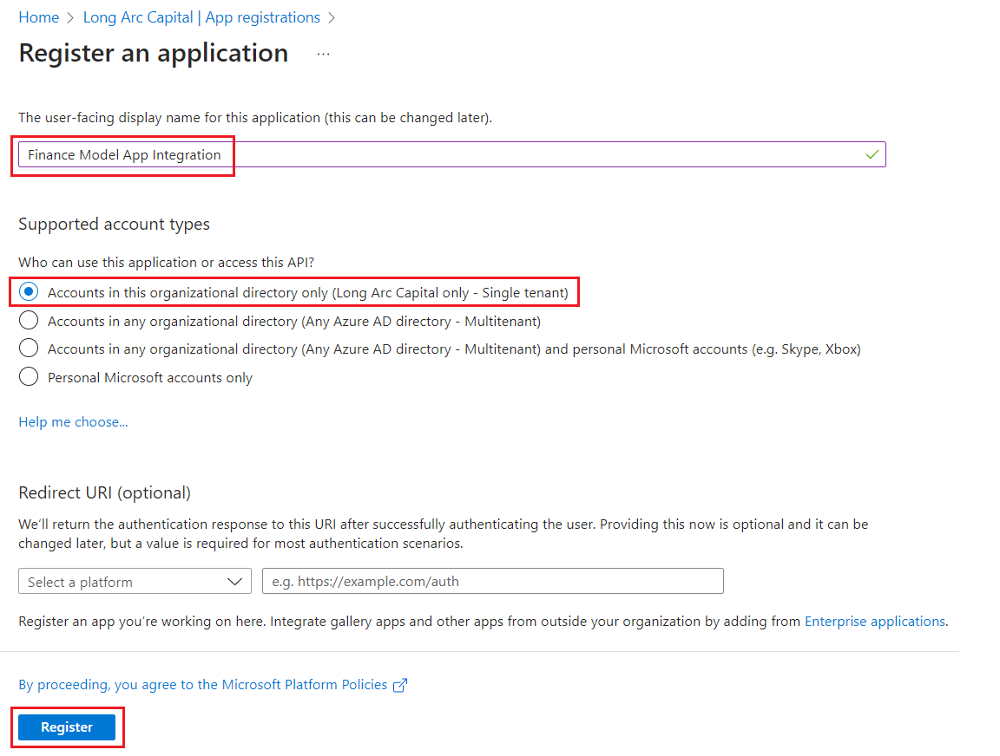 Home > Long Arc Capital | App registrations >
Register an application ...
The user-facing display name for this application (this can be changed later).
Finance Model App Integration
Supported account types
Who can use this application or access this API?
Accounts in this organizational directory only (Long Arc Capital only - Single tenant)
Accounts in any organizational directory (Any Azure AD directory - Multitenant)
Accounts in any organizational directory (Any Azure AD directory - Multitenant) and personal Microsoft accounts (e.g. Skype, Xbox)
Personal Microsoft accounts only
Help me choose...
Redirect URI (optional)
We'll return the authentication response to this URI after successfully authenticating the user. Providing this now is optional and it can be
changed later, but a value is required for most authentication scenarios.
Select a platform e.g. https://example.com/auth
Register an app you're working on here. Integrate gallery apps and other apps from outside your organization by adding from Enterprise applications.
By proceeding, you agree to the Microsoft Platform Policies
Register